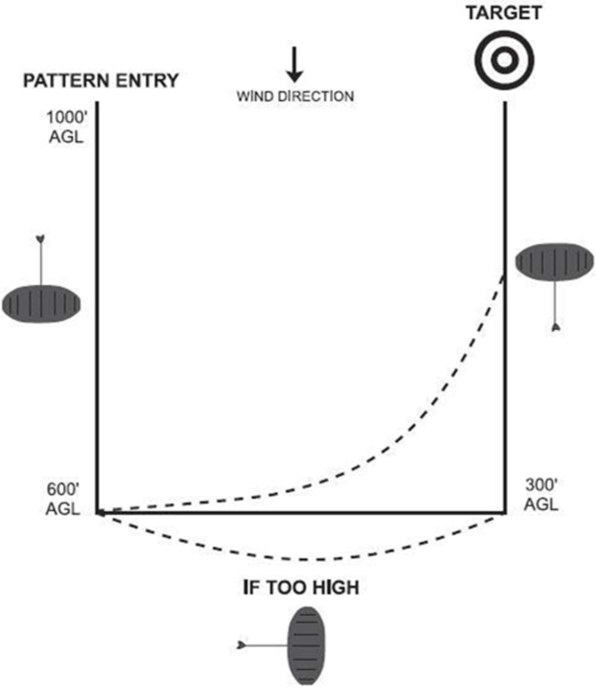 TARGET
PATTERN ENTRY
WIND DIRECTION
1000'
AGL
600'
AGL
300'
AGL
IF TOO HIGH